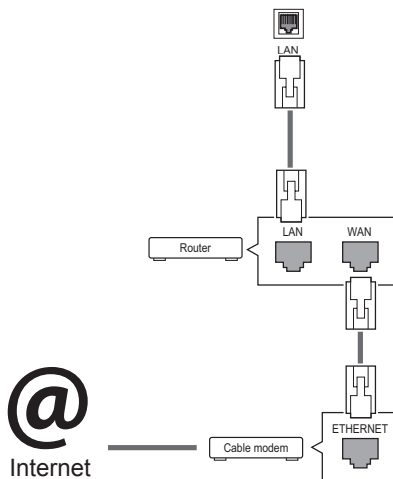 LAN
LAN WAN
Router
ETHERNET
@
Cable modem
Internet